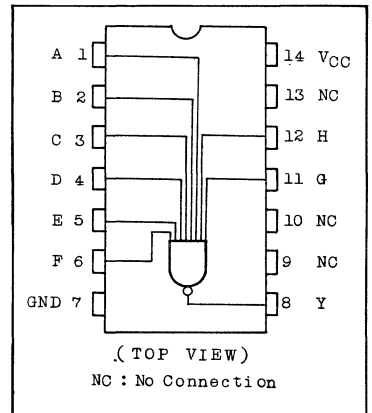 A 1 14 VCC
B 2 13 NC
C 3 12 H
D 4 11 G
E 5 10 NC
F 6 9 NC
GND 7 8 Y
(TOP VIEW)
NC : No Connection